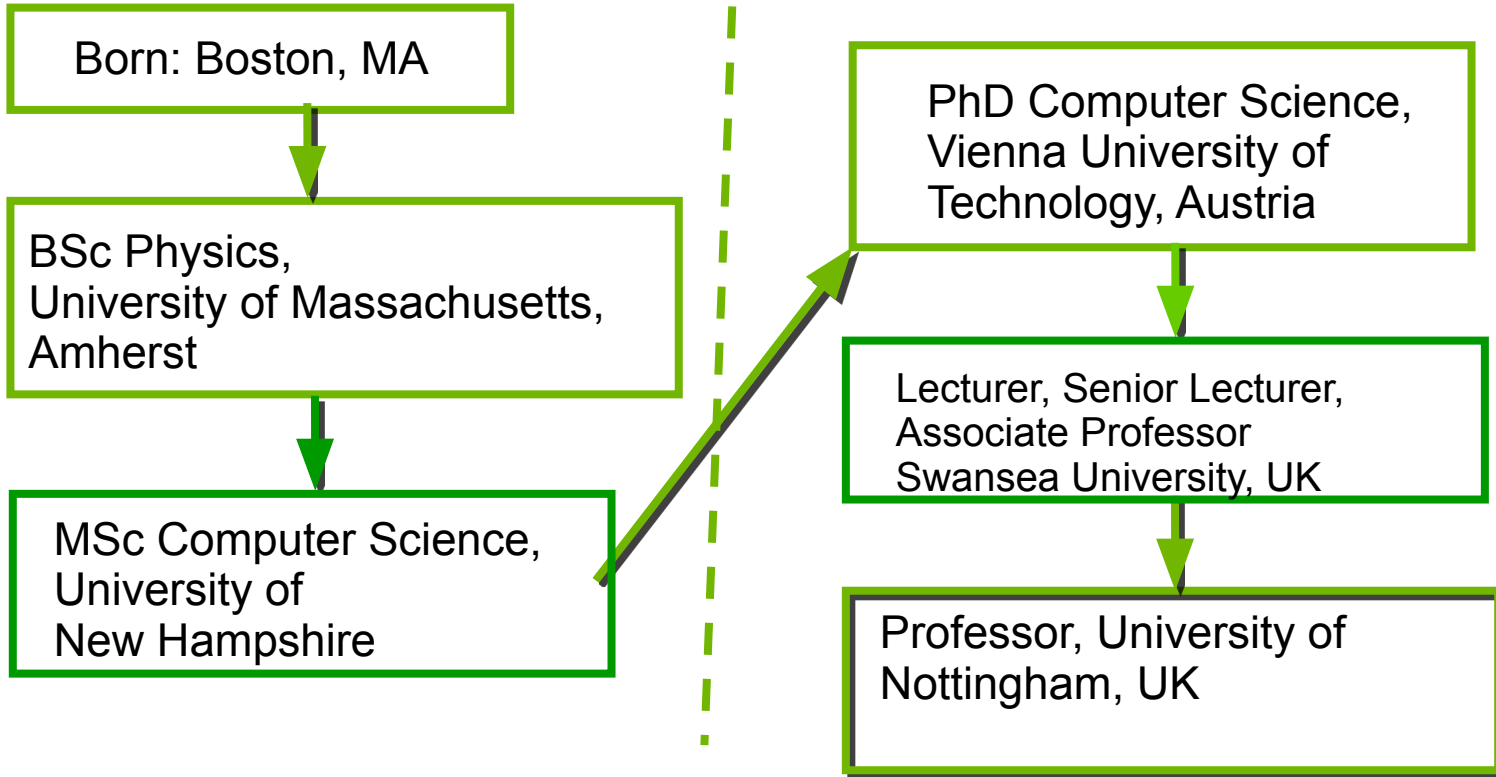 Born: Boston, MA
BSc Physics,
University of Massachusetts,
Amherst
MSc Computer Science,
University of
New Hampshire
PhD Computer Science,
Vienna University of
Technology, Austria
Lecturer, Senior Lecturer,
Associate Professor
Swansea University, UK
Professor, University of
Nottingham, UK